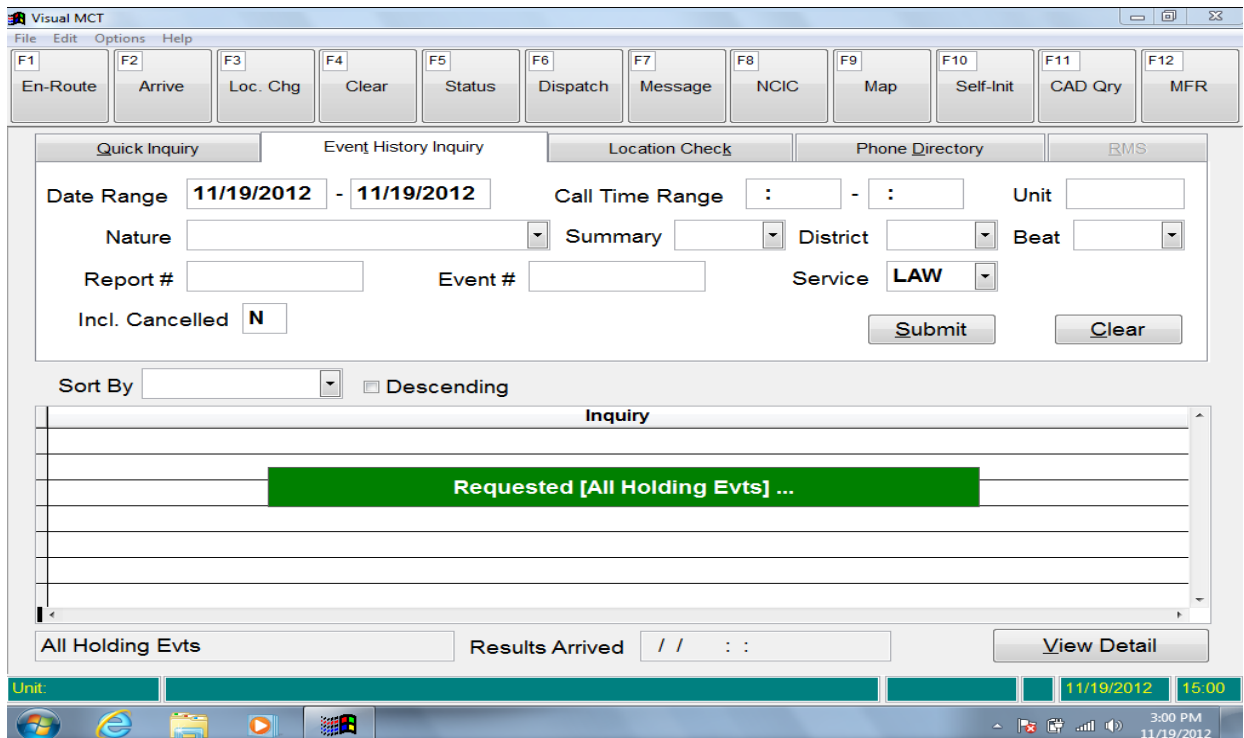 Visual MCT
File Edit Options Help
F1 F2 F3 F4 F5 F6 F7 F8 F9 F10 F11 F12
En-Route Arrive Loc. Chg Clear Status Dispatch Message NCIC Map Self-Init CAD Qry MFR
Quick Inquiry Event History Inquiry Location Check Phone Directory RMS
Date Range 11/19/2012 - 11/19/2012 Call Time Range : - : Unit
Nature Summary District Beat
Report # Event # Service LAW
Incl. Cancelled N
Submit Clear
Sort By Descending
Inquiry
Requested [All Holding Evts] ...
All Holding Evts Results Arrived / / : : View Detail
Unit: 11/19/2012 15:00
3:00 PM
11/19/2012